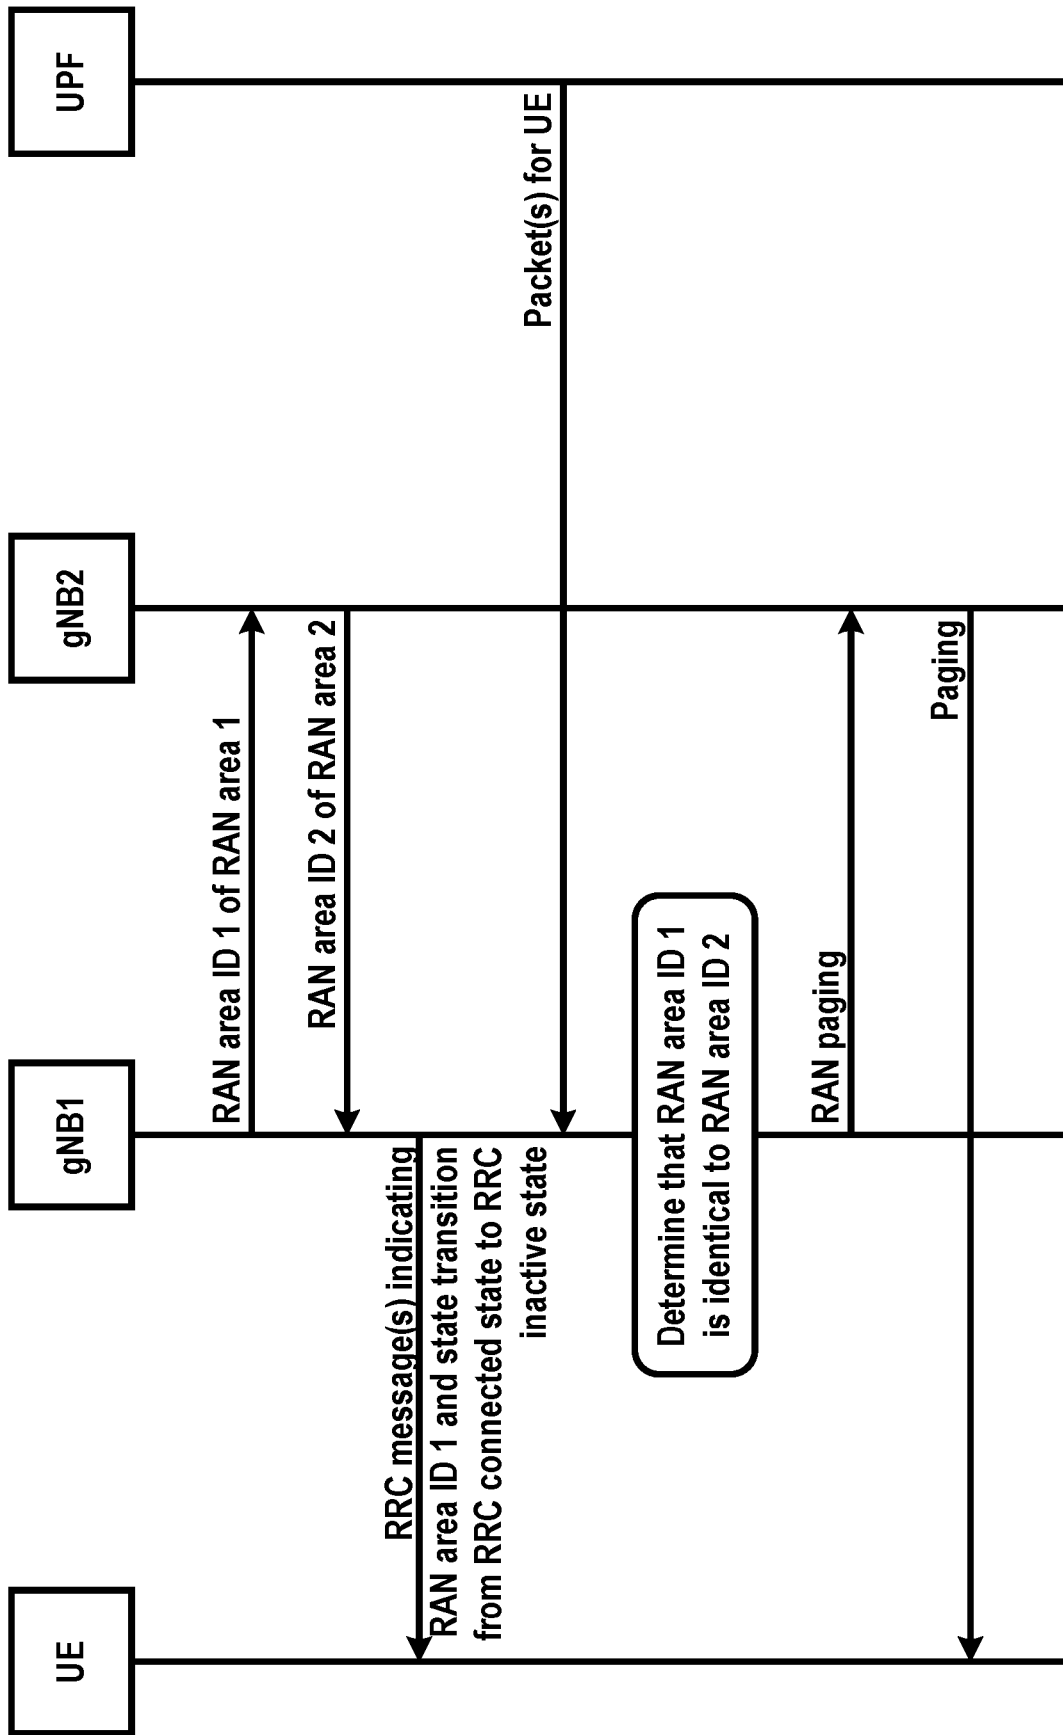 UE
gNB1
gNB2
UPF
RAN area ID 1 of RAN area 1
RAN area ID 2 of RAN area 2
RRC message(s) indicating
RAN area ID 1 and state transition
from RRC connected state to RRC
inactive state
Packet(s) for UE
Determine that RAN area ID 1
is identical to RAN area ID 2
RAN paging
Paging